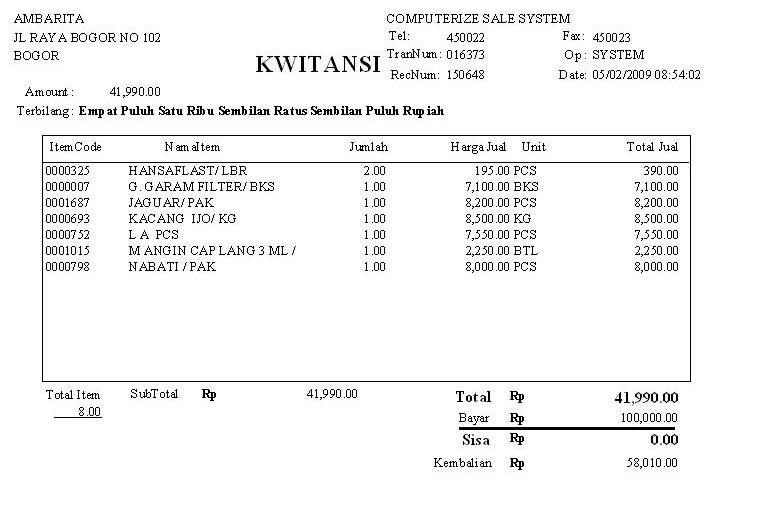 AMBARITA
JL RAYA BOGOR NO 102
BOGOR
COMPUTERIZE SALE SYSTEM
Tel: 450022 Fax: 450023
KWITANSI
TranNum: 016373 Op: SYSTEM
RecNum: 150648 Date: 05/02/2009 08:54:02
Amount: 41,990.00
Terbilang: Empat Puluh Satu Ribu Sembilan Ratus Sembilan Puluh Rupiah
ItemCode NamaItem Jumlah Harga Jual Unit Total Jual
0000325 HANSAFLAST/ LBR 2.00 195.00 PCS 390.00
0000007 G. GARAM FILTER/ BKS 1.00 7,100.00 BKS 7,100.00
0001687 JAGUAR/ PAK 1.00 8,200.00 PCS 8,200.00
0000693 KACANG IJO/ KG 1.00 8,500.00 KG 8,500.00
0000752 L A PCS 1.00 7,550.00 PCS 7,550.00
0001015 M ANGIN CAP LANG 3 ML / 1.00 2,250.00 BTL 2,250.00
0000798 NABATI / PAK 1.00 8,000.00 PCS 8,000.00
Total Item SubTotal Rp 41,990.00 Total Rp 41,990.00
8.00 Bayar Rp 100,000.00
Sisa Rp 0.00
Kembalian Rp 58,010.00